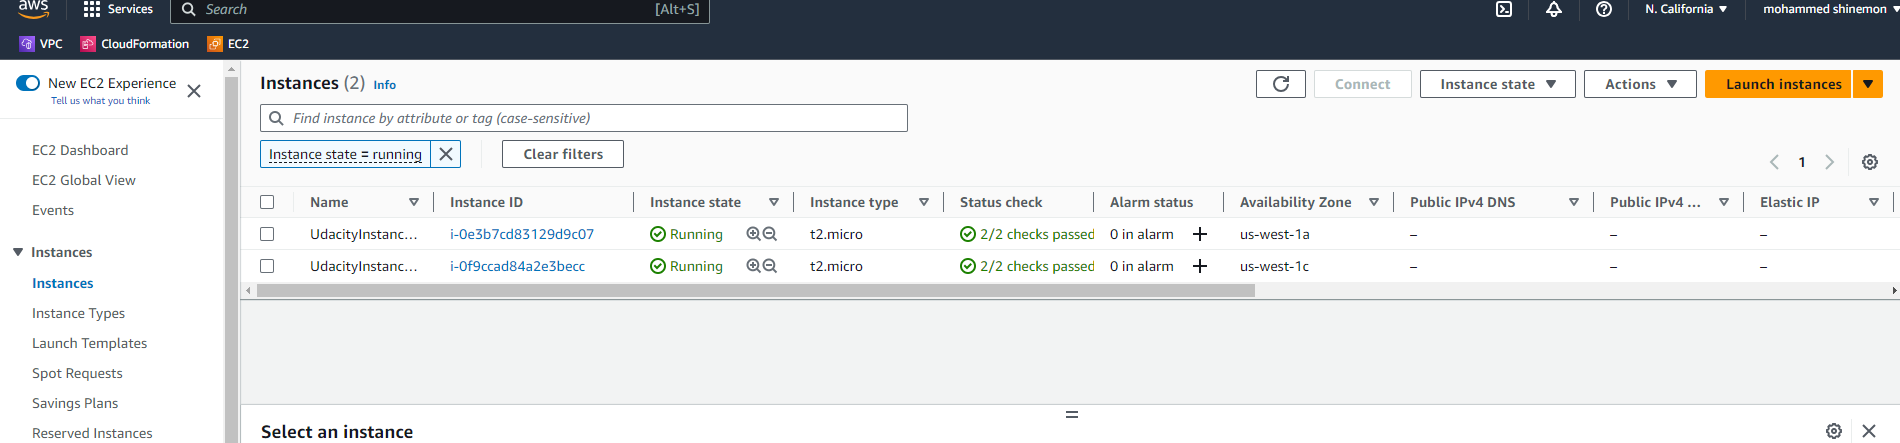 aws Services Search [Alt+S] N. California mohammed shinemon
VPC CloudFormation EC2
New EC2 Experience
Tell us what you think
EC2 Dashboard
EC2 Global View
Events
Instances
Instances
Instance Types
Launch Templates
Spot Requests
Savings Plans
Reserved Instances
Instances (2) Info
Connect Instance state Actions Launch instances
Find instance by attribute or tag (case-sensitive)
Instance state = running Clear filters
1
Name Instance ID Instance state Instance type Status check Alarm status Availability Zone Public IPv4 DNS Public IPv4 ... Elastic IP
UdacityInstanc... i-0e3b7cd83129d9c07 Running t2.micro 2/2 checks passed 0 in alarm + us-west-1a – – –
UdacityInstanc... i-0f9ccad84a2e3becc Running t2.micro 2/2 checks passed 0 in alarm + us-west-1c – – –
Select an instance